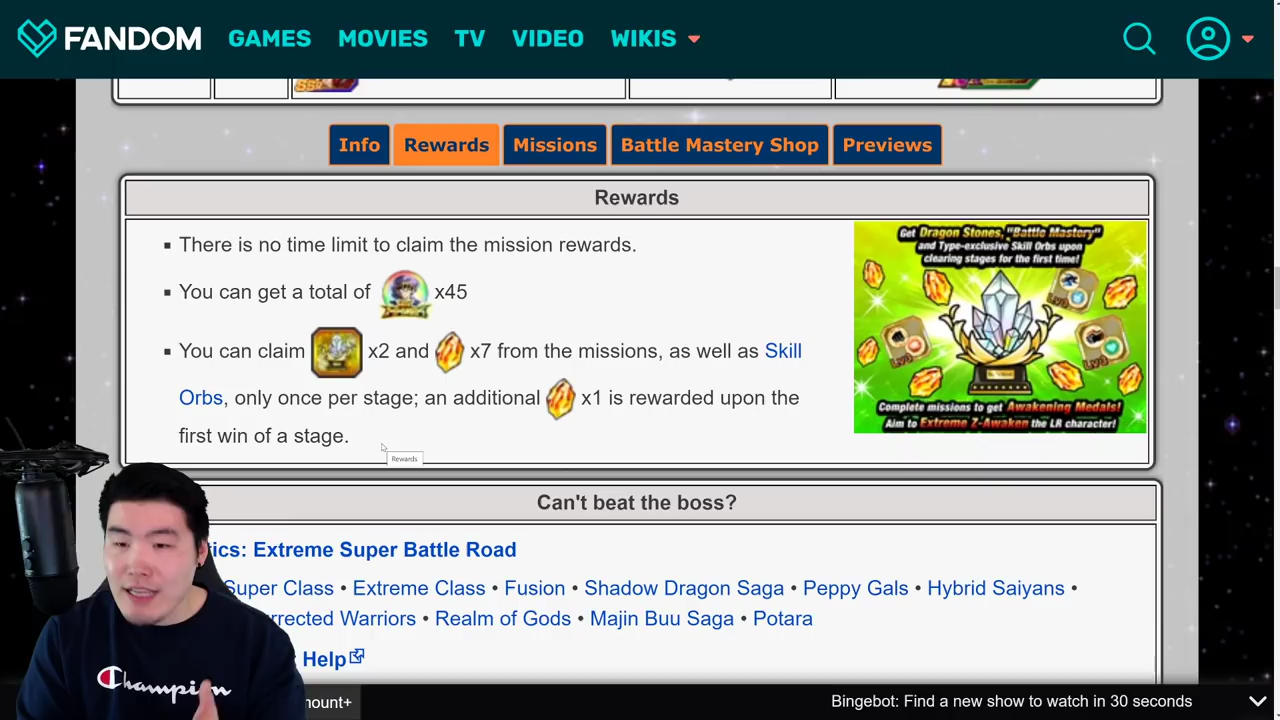 FANDOM GAMES MOVIES TV VIDEO WIKIS
Info Rewards Missions Battle Mastery Shop Previews
Rewards
There is no time limit to claim the mission rewards.
You can get a total of x45
You can claim x2 and x7 from the missions, as well as Skill
Orbs, only once per stage; an additional x1 is rewarded upon the
first win of a stage.
Rewards
Get Dragon Stones, "Battle Mastery"
and Type-exclusive Skill Orbs upon
clearing stages for the first time!
Complete missions to get Awakening Medals!
Aim to Extreme Z-Awaken the LR character!
Can't beat the boss?
tics: Extreme Super Battle Road
Super Class • Extreme Class • Fusion • Shadow Dragon Saga • Peppy Gals • Hybrid Saiyans •
rrected Warriors • Realm of Gods • Majin Buu Saga • Potara
Help
Champion
ount+
Bingebot: Find a new show to watch in 30 seconds